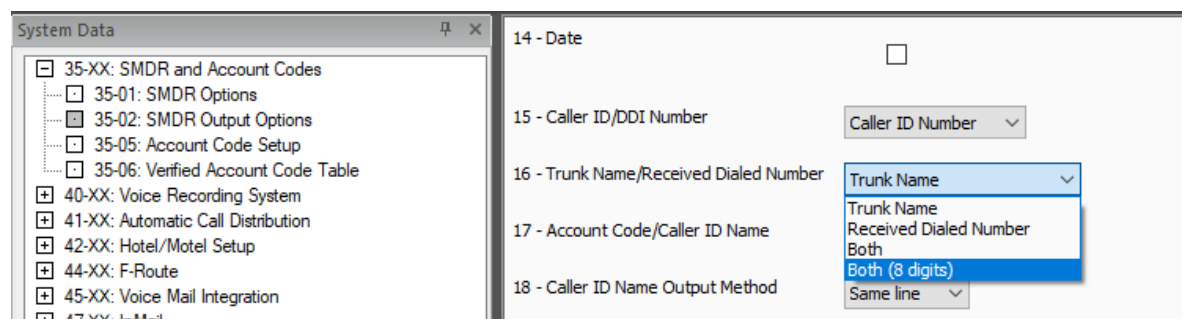 System Data
35-XX: SMDR and Account Codes
35-01: SMDR Options
35-02: SMDR Output Options
35-05: Account Code Setup
35-06: Verified Account Code Table
40-XX: Voice Recording System
41-XX: Automatic Call Distribution
42-XX: Hotel/Motel Setup
44-XX: F-Route
45-XX: Voice Mail Integration
47-XX: InMail
14 - Date
15 - Caller ID/DDI Number
Caller ID Number
16 - Trunk Name/Received Dialed Number
Trunk Name
Trunk Name
Received Dialed Number
Both
Both (8 digits)
17 - Account Code/Caller ID Name
18 - Caller ID Name Output Method
Same line